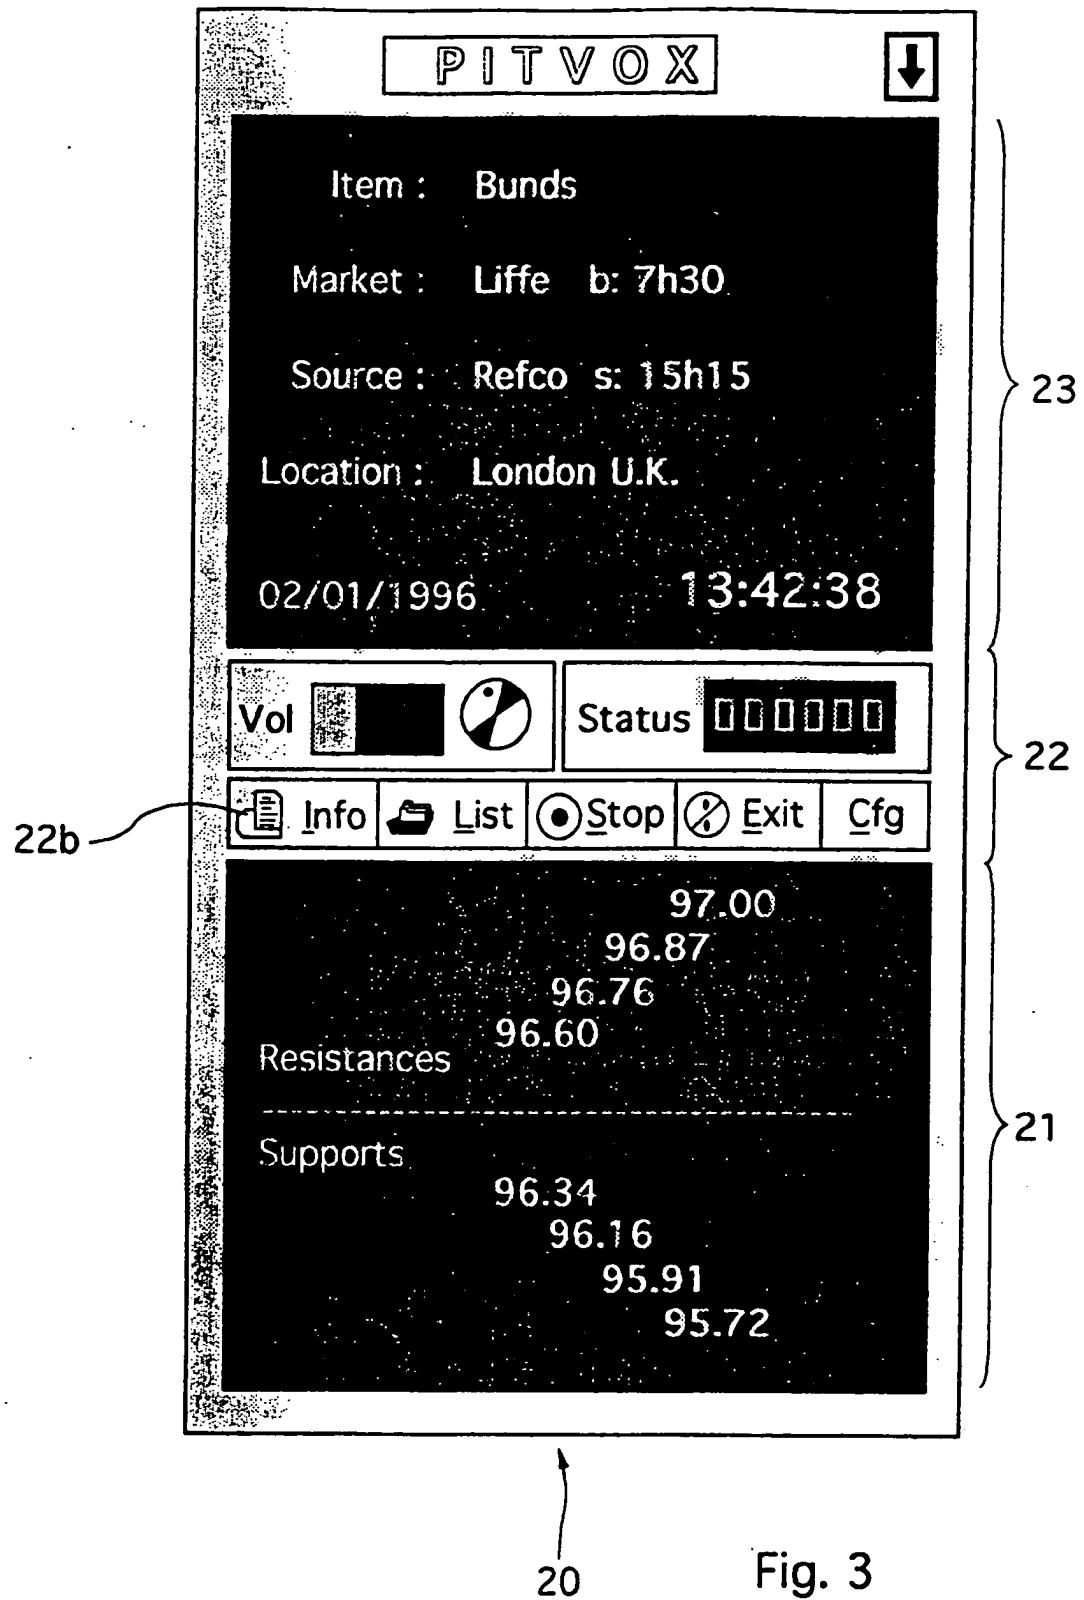 PITVOX
Item : Bunds
Market : Liffe b: 7h30
Source : Refco s: 15h15
Location : London U.K.
02/01/1996 13:42:38
23
Vol Status
22
Info List Stop Exit Cfg
22b
97.00
96.87
96.76
96.60
Resistances
21
Supports
96.34
96.16
95.91
95.72
20
Fig. 3